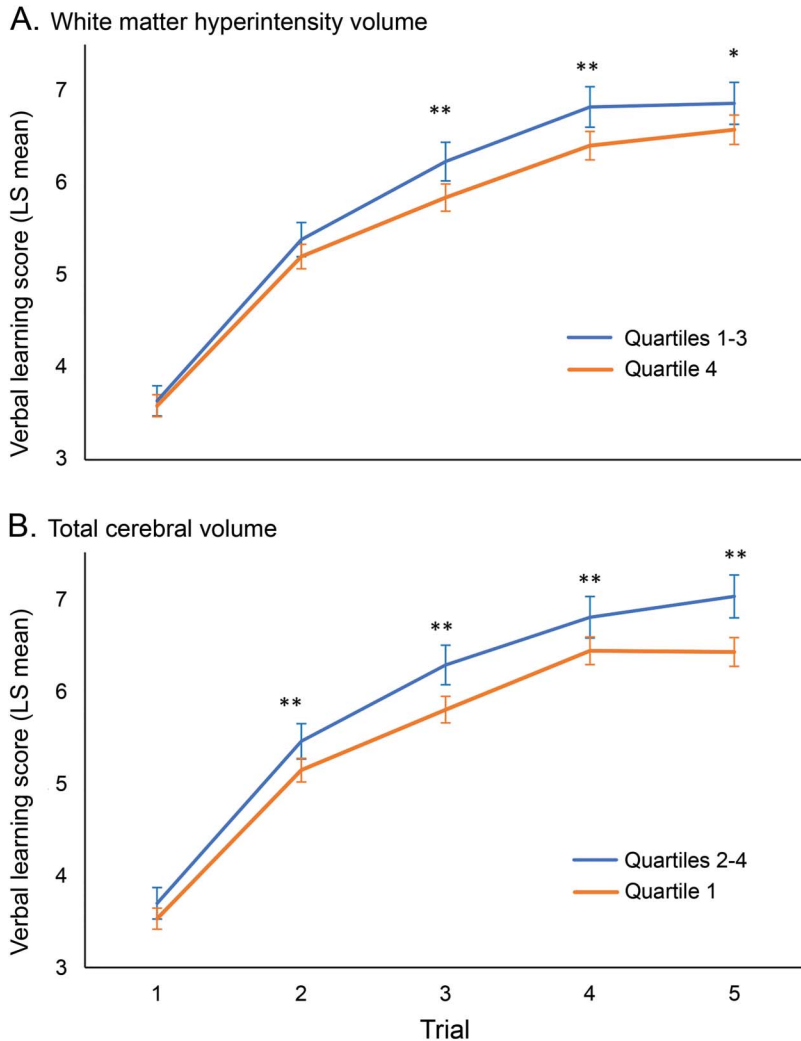 A. White matter hyperintensity volume
Verbal learning score (LS mean)
7
6
5
4
3
**
**
*
Quartiles 1-3
Quartile 4
B. Total cerebral volume
Verbal learning score (LS mean)
7
6
5
4
3
**
**
**
**
Quartiles 2-4
Quartile 1
1 2 3 4 5
Trial